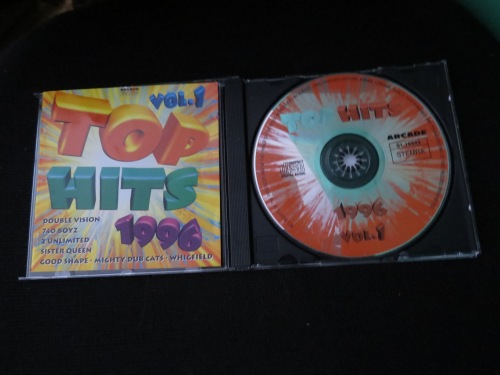 VOL.1
TOP
HITS
1996
DOUBLE VISION
740 BOYZ
2 UNLIMITED
SISTER QUEEN
GOOD SHAPE · MIGHTY DUB CATS · WHIGFIELD
TOP HITS
ARCADE
STEMRA
1996
VOL.1